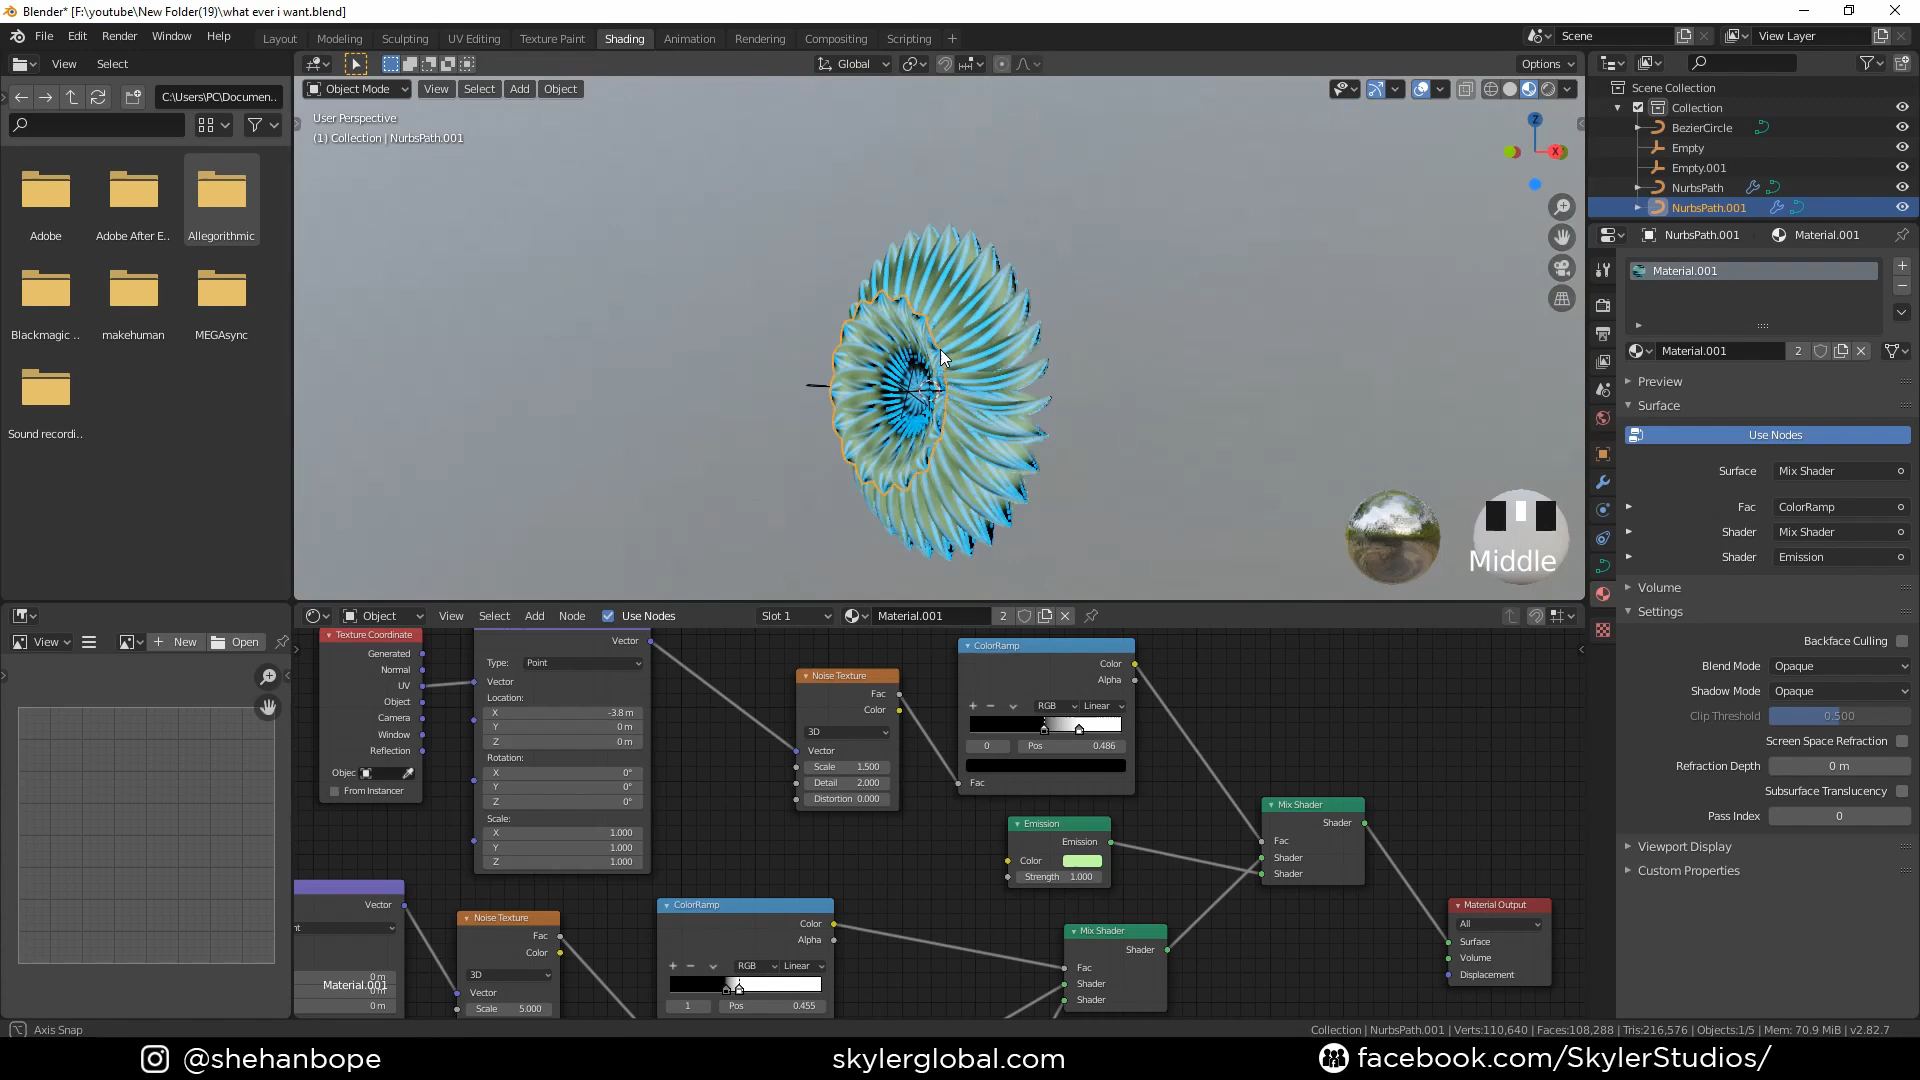 Blender* [F:\youtube\New Folder(19)\what ever i want.blend]
File Edit Render Window Help
Layout Modeling Sculpting UV Editing Texture Paint Shading Animation Rendering Compositing Scripting +
Scene
View Layer
View Select
Global
Options
C:\Users\PC\Documen..
Object Mode View Select Add Object
User Perspective
(1) Collection | NurbsPath.001
Adobe
Adobe After E..
Allegorithmic
Blackmagic ..
makehuman
MEGAsync
Sound recordi..
Z
X
Middle
Scene Collection
Collection
BezierCircle
Empty
Empty.001
NurbsPath
NurbsPath.001
NurbsPath.001 Material.001
Material.001
Material.001 2
Preview
Surface
Use Nodes
Surface Mix Shader
Fac ColorRamp
Shader Mix Shader
Shader Emission
Volume
Settings
Backface Culling
Blend Mode Opaque
Shadow Mode Opaque
Clip Threshold 0.500
Screen Space Refraction
Refraction Depth 0 m
Subsurface Translucency
Pass Index 0
Viewport Display
Custom Properties
View New Open
Object View Select Add Node Use Nodes Slot 1 Material.001 2
Texture Coordinate
Generated
Normal
UV
Object
Camera
Window
Reflection
Objec
From Instancer
Vector
Type: Point
Vector
Location:
X -3.8 m
Y 0 m
Z 0 m
Rotation:
X 0°
Y 0°
Z 0°
Scale:
X 1.000
Y 1.000
Z 1.000
Noise Texture
Fac
Color
3D
Vector
Scale 1.500
Detail 2.000
Distortion 0.000
ColorRamp
Color
Alpha
RGB Linear
0 Pos 0.486
Fac
Emission
Emission
Color
Strength 1.000
Mix Shader
Shader
Fac
Shader
Shader
Material Output
All
Surface
Volume
Displacement
Vector
nt
0 m
0 m
0 m
Material.001
Noise Texture
Fac
Color
3D
Vector
Scale 5.000
ColorRamp
Color
Alpha
RGB Linear
1 Pos 0.455
Mix Shader
Shader
Fac
Shader
Shader
Axis Snap
Collection | NurbsPath.001 | Verts:110,640 | Faces:108,288 | Tris:216,576 | Objects:1/5 | Mem: 70.9 MiB | v2.82.7
@shehanbope
skylerglobal.com
facebook.com/SkylerStudios/